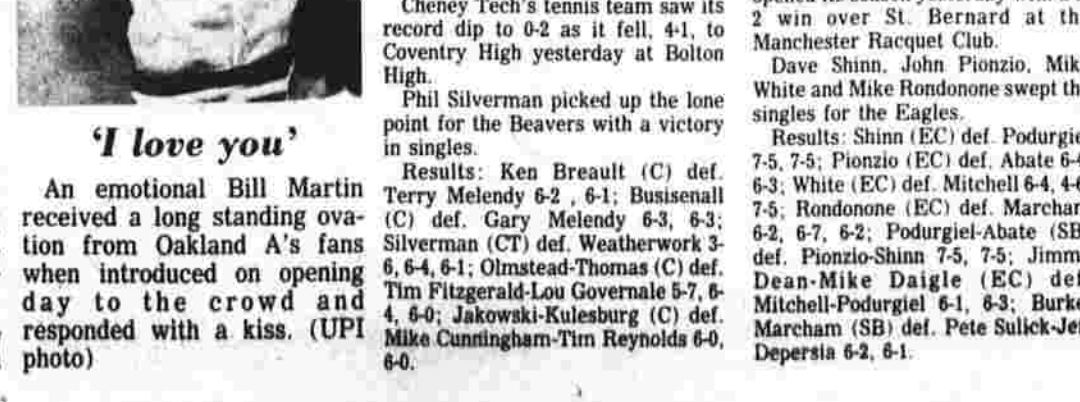 'I love you'
An emotional Bill Martin
received a long standing ova-
tion from Oakland A's fans
when introduced on opening
day to the crowd and
responded with a kiss. (UPI
photo)
Cheney Tech's tennis team saw its
record dip to 0-2 as it fell, 4-1, to
Coventry High yesterday at Bolton
High.
Phil Silverman picked up the lone
point for the Beavers with a victory
in singles.
Results: Ken Breault (C) def.
Terry Melendy 6-2 , 6-1; Busisenall
(C) def. Gary Melendy 6-3, 6-3;
Silverman (CT) def. Weatherwork 3-
6, 6-4, 6-1; Olmstead-Thomas (C) def.
Tim Fitzgerald-Lou Governale 5-7, 6-
4, 6-0; Jakowski-Kulesburg (C) def.
Mike Cunningham-Tim Reynolds 6-0,
6-0.
2 win over St. Bernard at th
Manchester Racquet Club.
Dave Shinn, John Pionzio, Mik
White and Mike Rondonone swept th
singles for the Eagles.
Results: Shinn (EC) def. Podurgie
7-5, 7-5; Pionzio (EC) def. Abate 6-
6-3; White (EC) def. Mitchell 6-4, 4-
7-5; Rondonone (EC) def. Marchar
6-2, 6-7, 6-2; Podurgiel-Abate (SB
def. Pionzio-Shinn 7-5, 7-5; Jimm
Dean-Mike Daigle (EC) def
Mitchell-Podurgiel 6-1, 6-3; Burk
Marcham (SB) def. Pete Sulick-Je
Depersia 6-2, 6-1.